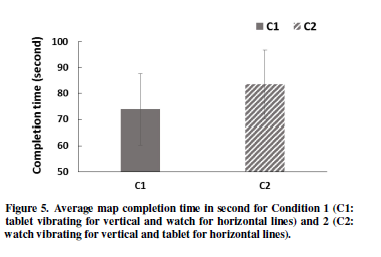 C1 C2
100
90
80
70
60
50
Completion time (second)
C1 C2
Figure 5. Average map completion time in second for Condition 1 (C1:
tablet vibrating for vertical and watch for horizontal lines) and 2 (C2:
watch vibrating for vertical and tablet for horizontal lines).